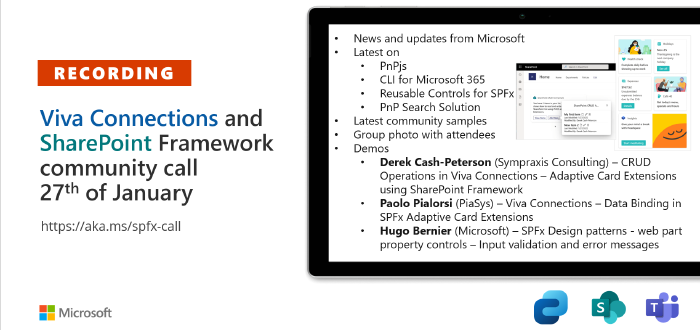 RECORDING
Viva Connections and
SharePoint Framework
community call
27th of January
https://aka.ms/spfx-call
Microsoft
• News and updates from Microsoft
• Latest on
• PnPjs
• CLI for Microsoft 365
• Reusable Controls for SPFx
• PnP Search Solution
• Latest community samples
• Group photo with attendees
• Demos
• Derek Cash-Peterson (Sympraxis Consulting) – CRUD
Operations in Viva Connections – Adaptive Card Extensions
using SharePoint Framework
• Paolo Pialorsi (PiaSys) – Viva Connections – Data Binding in
SPFx Adaptive Card Extensions
• Hugo Bernier (Microsoft) – SPFx Design patterns - web part
property controls – Input validation and error messages
Home
S
T